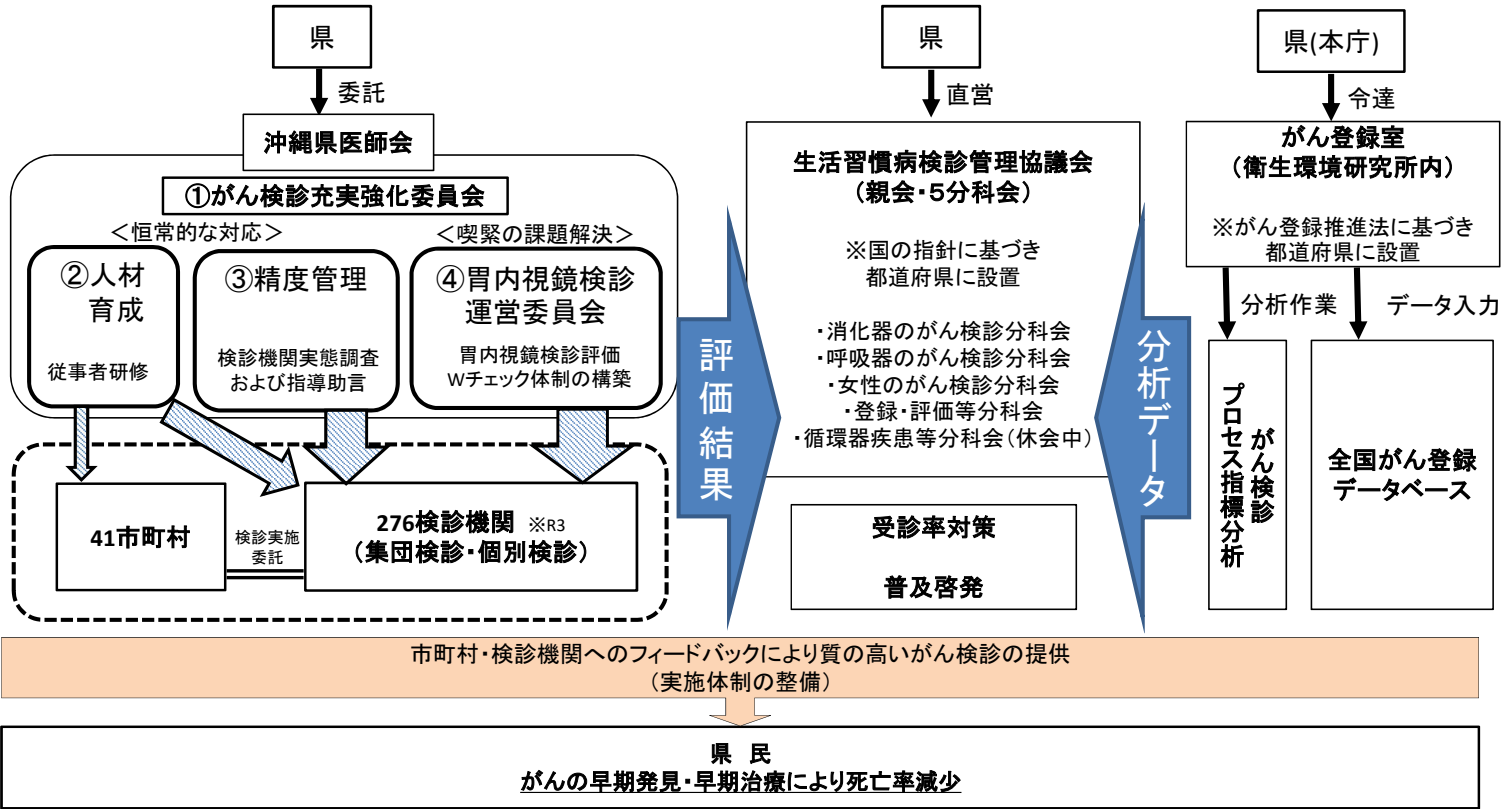 県
委託
沖縄県医師会
①がん検診充実強化委員会
＜恒常的な対応＞
＜喫緊の課題解決＞
②人材
育成
従事者研修
③精度管理
検診機関実態調査
および指導助言
④胃内視鏡検診
運営委員会
胃内視鏡検診評価
Wチェック体制の構築
41市町村
検診実施
委託
276検診機関 ※R3
（集団検診・個別検診）
評価結果
県
直営
生活習慣病検診管理協議会
（親会・５分科会）
※国の指針に基づき
都道府県に設置
・消化器のがん検診分科会
・呼吸器のがん検診分科会
・女性のがん検診分科会
・登録・評価等分科会
・循環器疾患等分科会（休会中）
受診率対策
普及啓発
分析データ
県(本庁)
令達
がん登録室
（衛生環境研究所内）
※がん登録推進法に基づき
都道府県に設置
分析作業
データ入力
がん検診
プロセス指標分析
全国がん登録
データベース
市町村・検診機関へのフィードバックにより質の高いがん検診の提供
（実施体制の整備）
県 民
がんの早期発見・早期治療により死亡率減少